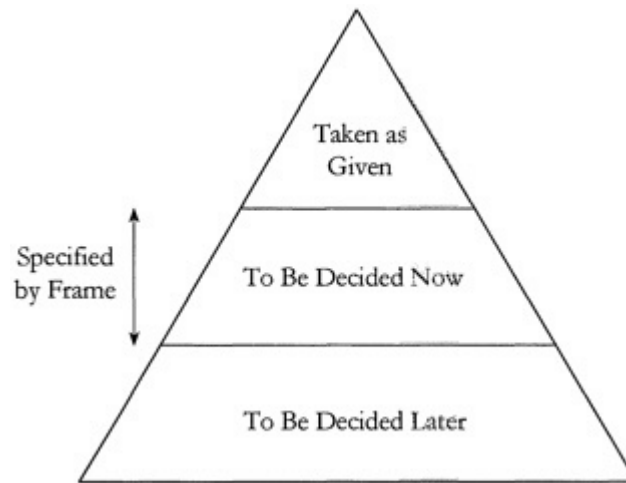 Taken as
Given
Specified
by Frame
To Be Decided Now
To Be Decided Later